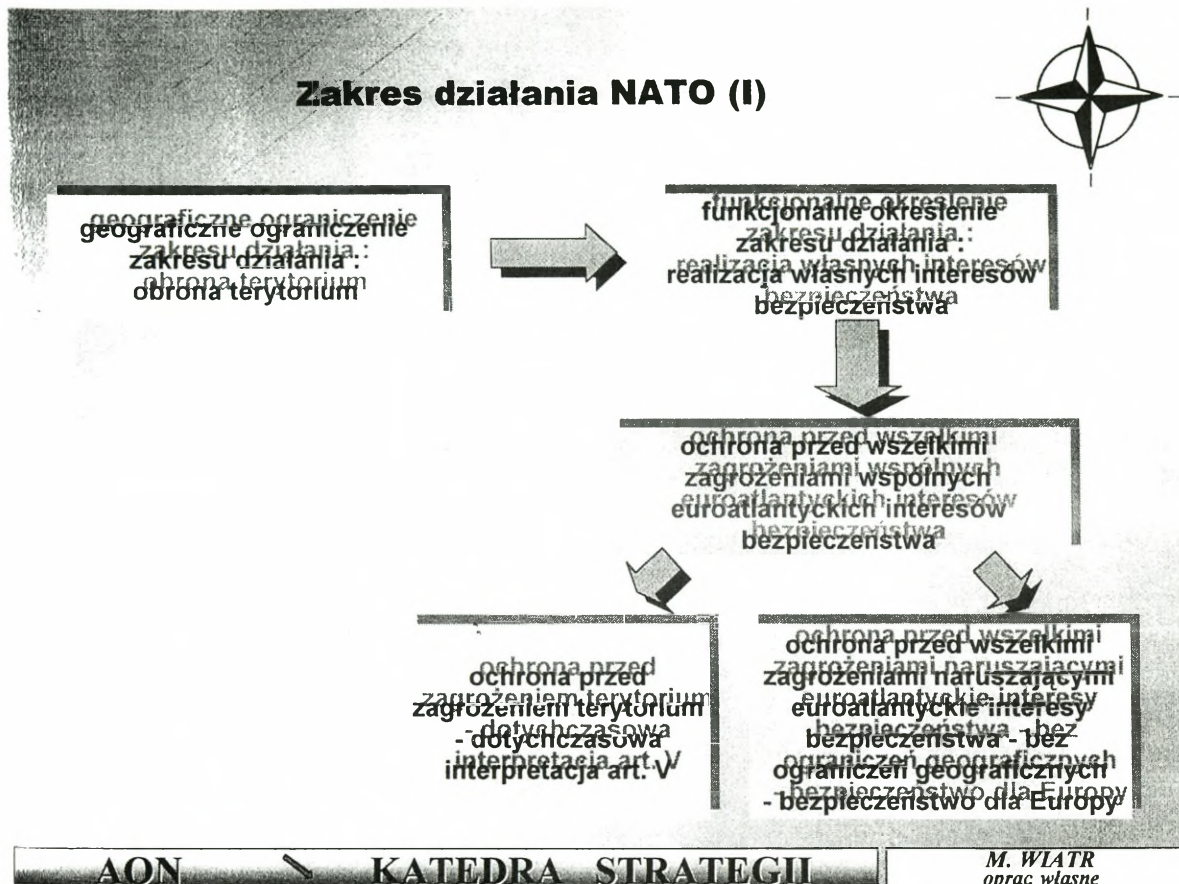 Zakres działania NATO (I)
geograficzne ograniczenie
zakresu działania :
obrona terytorium
funkcjonalne określenie
zakresu działania :
realizacja własnych interesów
bezpieczeństwa
ochrona przed wszelkimi
zagrożeniami wspólnych
euroatlantyckich interesów
bezpieczeństwa
ochrona przed
zagrożeniem terytorium
- dotychczasowa
interpretacja art. V
ochrona przed wszelkimi
zagrożeniami naruszającymi
euroatlantyckie interesy
bezpieczeństwa - bez
ograniczeń geograficznych
- bezpieczeństwo dla Europy
AON KATEDRA STRATEGII
M. WIATR
oprac własne